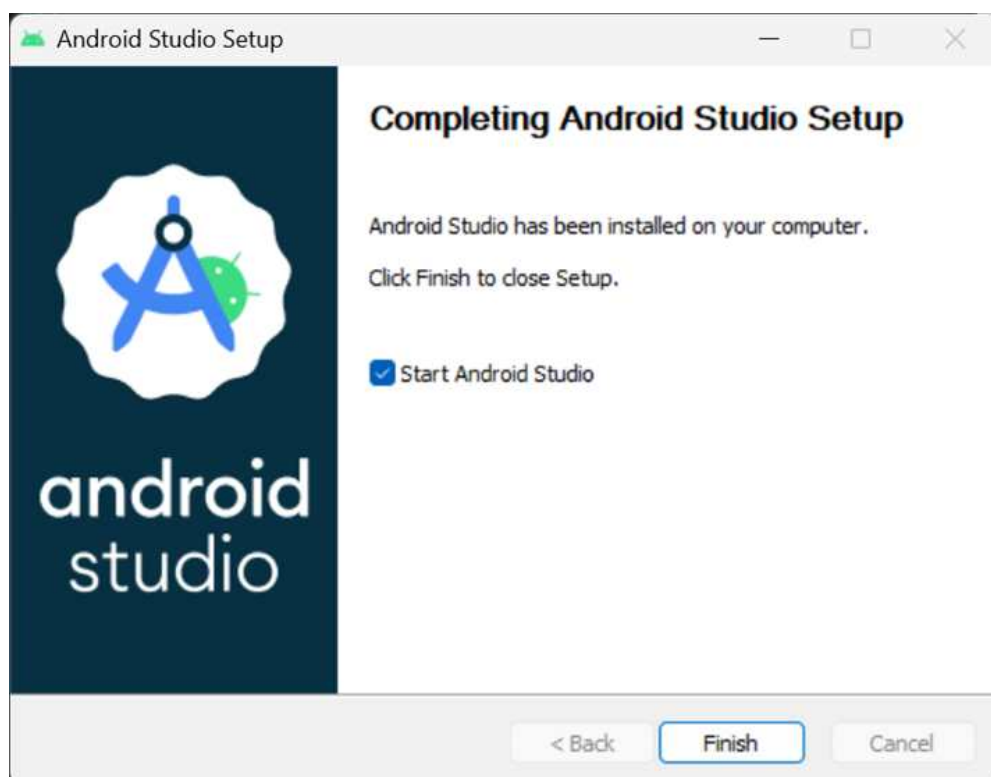 Android Studio Setup
Completing Android Studio Setup
Android Studio has been installed on your computer.
Click Finish to close Setup.
Start Android Studio
android
studio
< Back
Finish
Cancel